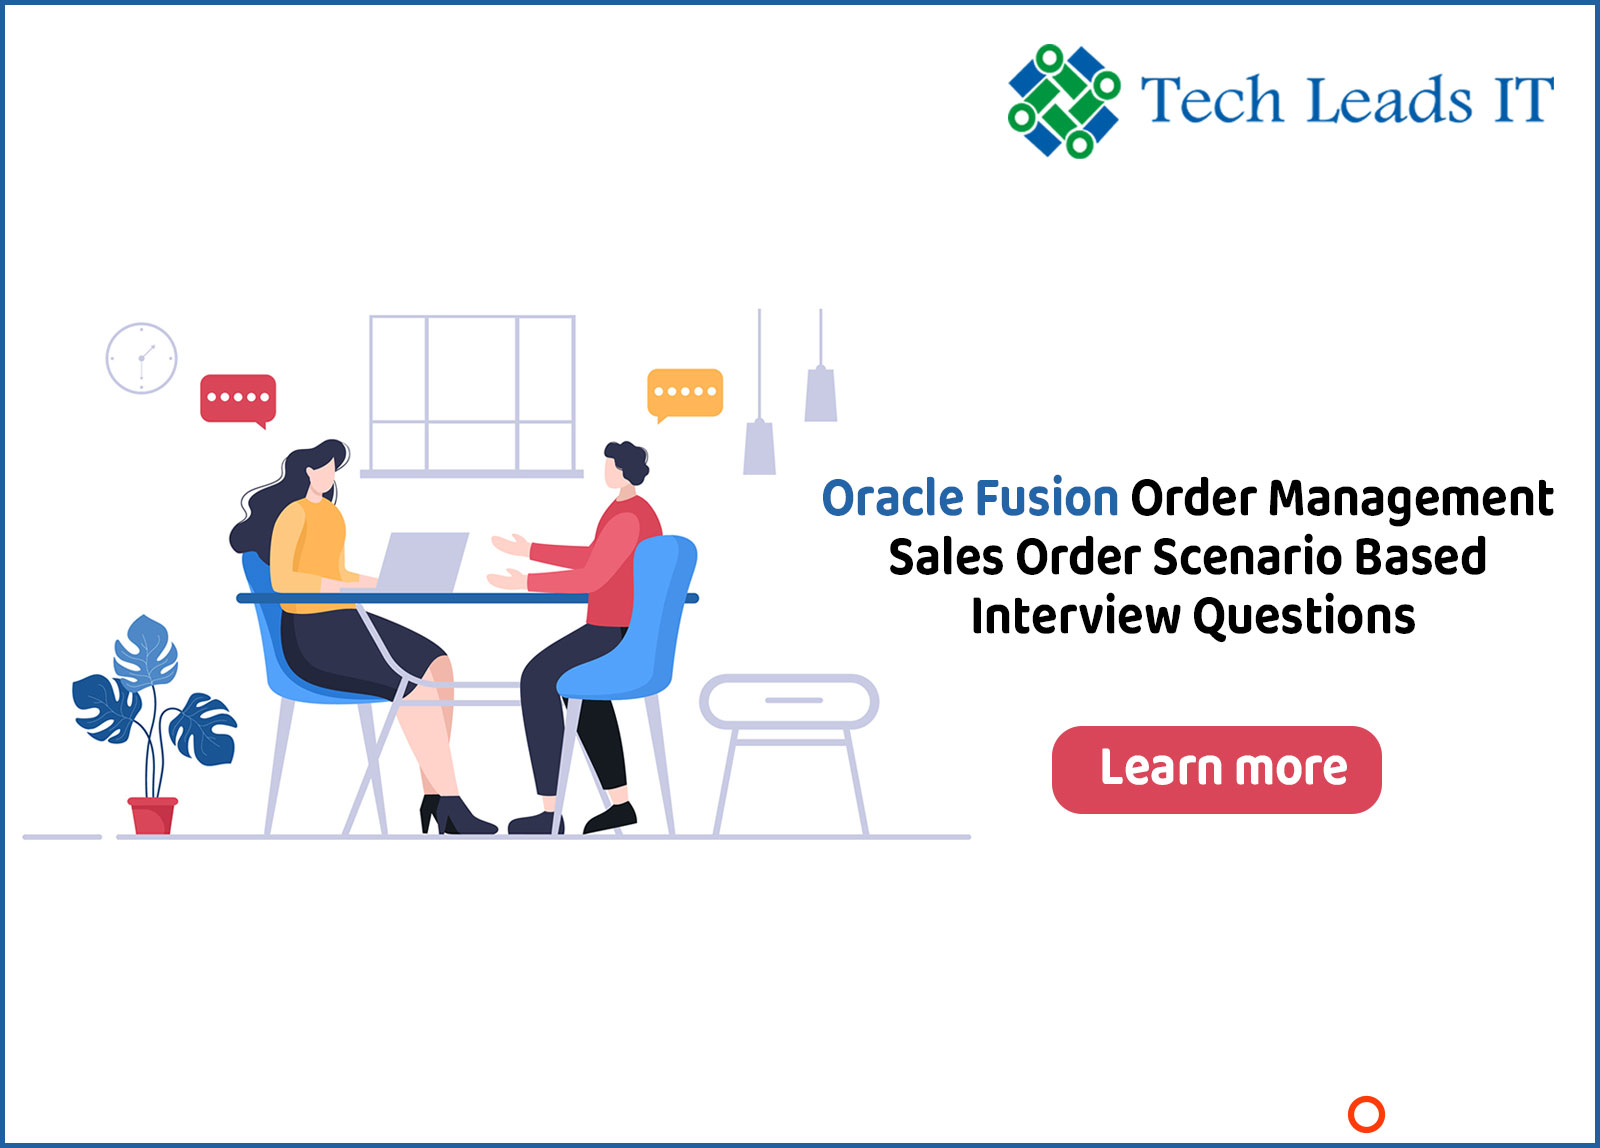 Tech Leads IT
Oracle Fusion Order Management
Sales Order Scenario Based
Interview Questions
Learn more